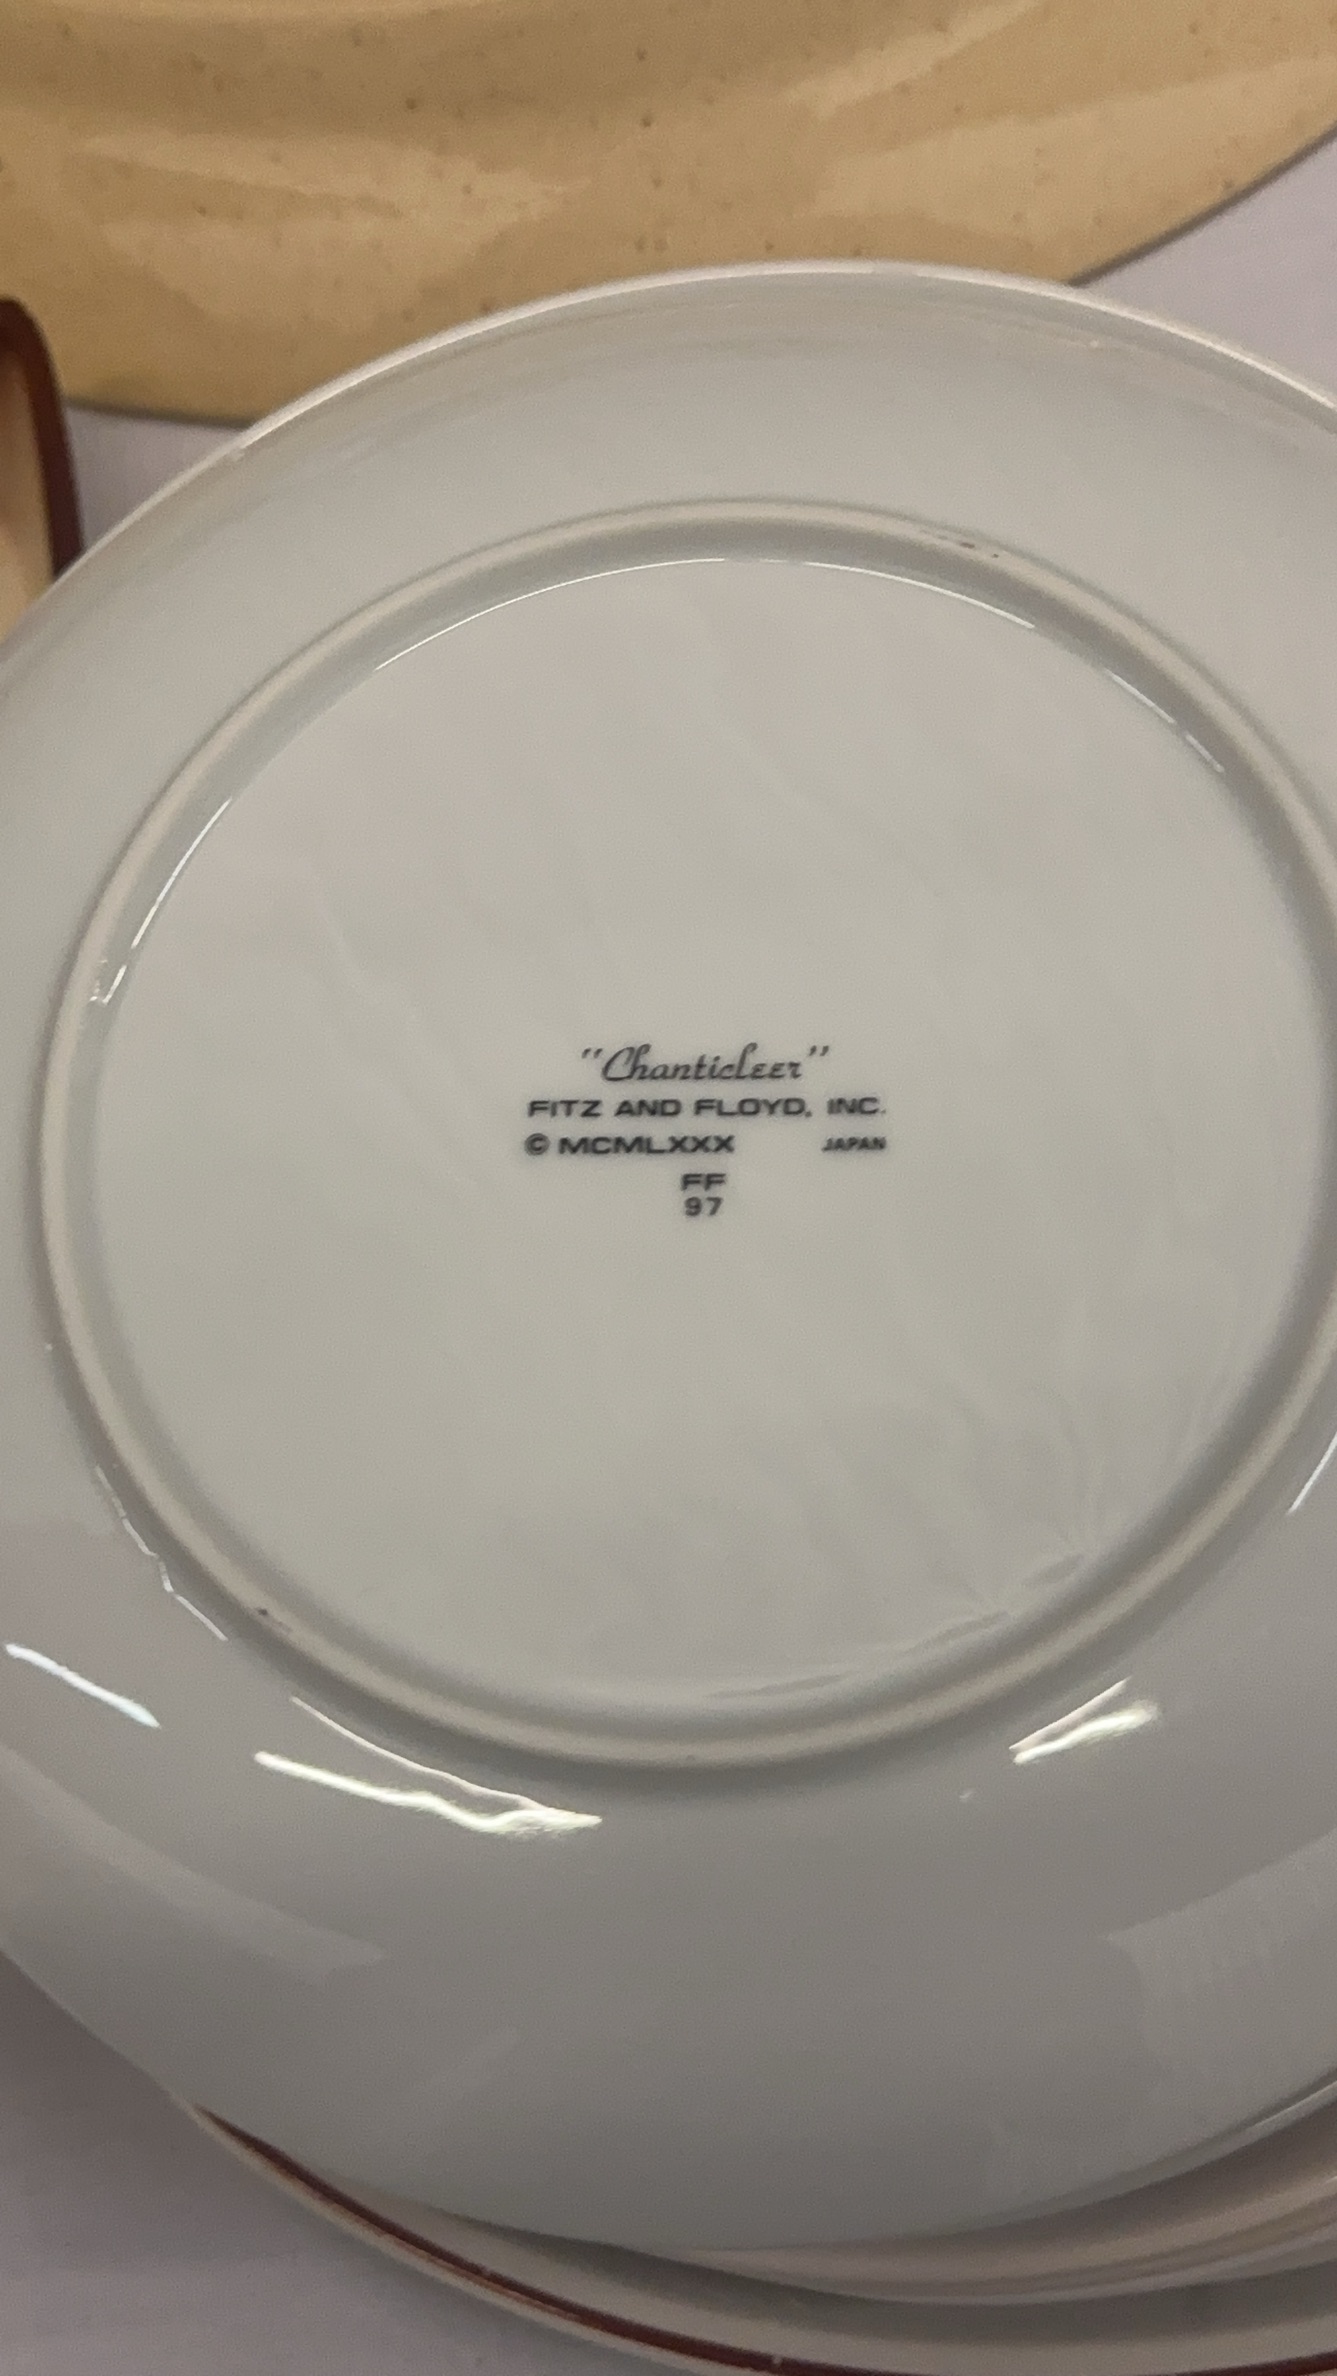 "Chanticleer"
FITZ AND FLOYD, INC.
© MCMLXXX JAPAN
FF
97